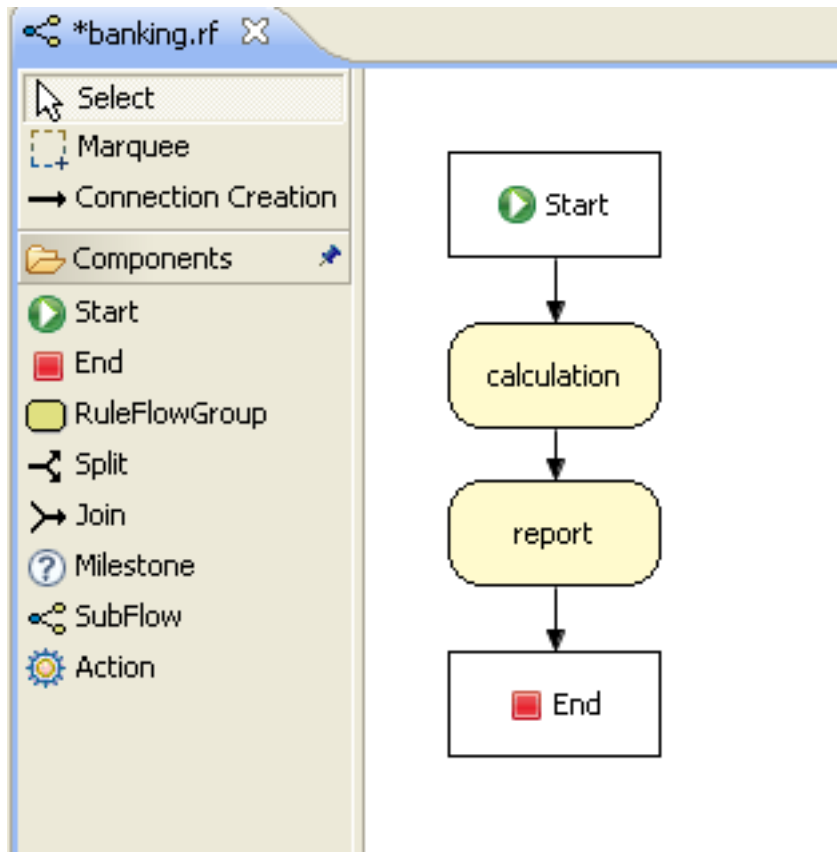 *banking.rf
Select
Marquee
Connection Creation
Components
Start
End
RuleFlowGroup
Split
Join
Milestone
SubFlow
Action
Start
calculation
report
End